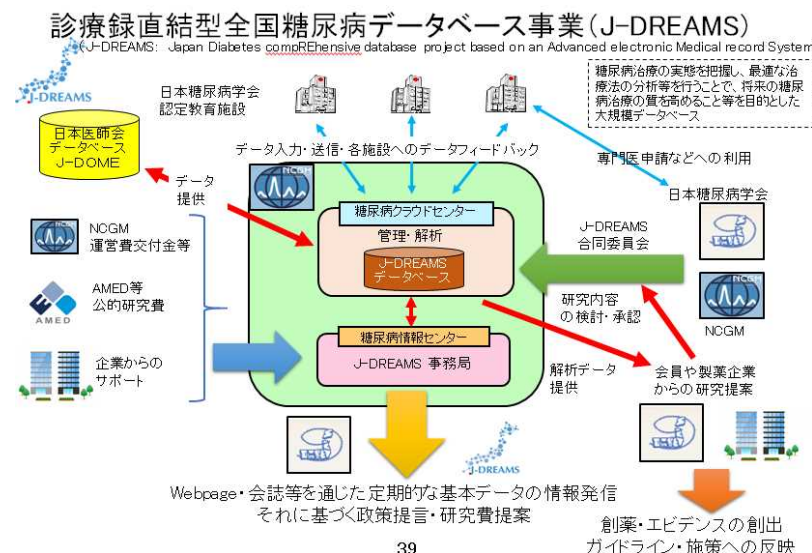 診療録直結型全国糖尿病データベース事業(J-DREAMS)
(J-DREAMS: Japan Diabetes compREhensive database project based on an Advanced electronic Medical record System
J-DREAMS
日本糖尿病学会
認定教育施設
糖尿病治療の実態を把握し、最適な治
療法の分析等を行うことで、将来の糖尿
病治療の質を高めること等を目的とした
大規模データベース
日本医師会
データベース
J-DOME
データ入力・送信・各施設へのデータフィードバック
専門医申請などへの利用
データ
提供
NCGM
糖尿病クラウドセンター
管理・解析
J-DREAMS
データベース
日本糖尿病学会
J-DREAMS
合同委員会
NCGM
運営費交付金等
NCGM
NCGM
研究内容
の検討・承認
AMED
AMED等
公的研究費
糖尿病情報センター
J-DREAMS 事務局
企業からの
サポート
解析データ
提供
会員や製薬企業
からの研究提案
J-DREAMS
Webpage・会誌等を通じた定期的な基本データの情報発信
それに基づく政策提言・研究費提案
創薬・エビデンスの創出
ガイドライン・施策への反映
39